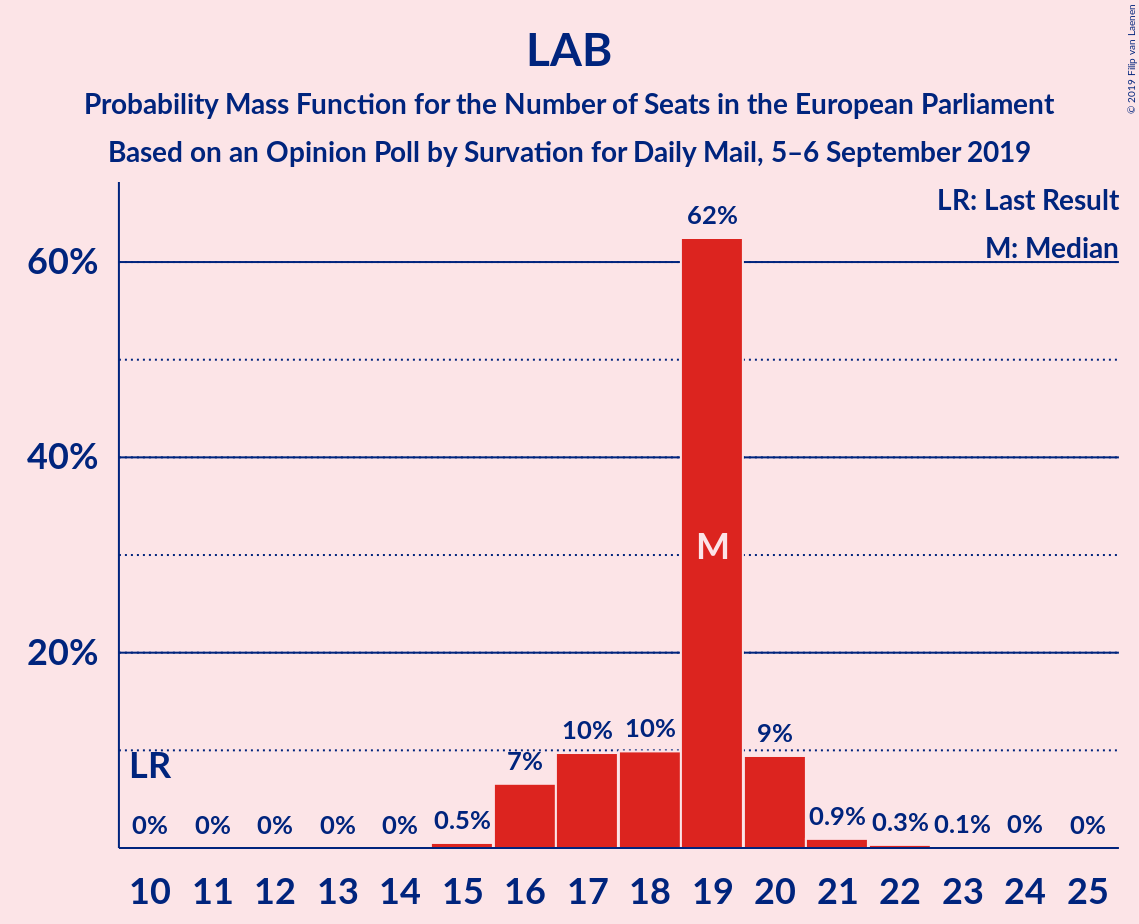 LAB
Probability Mass Function for the Number of Seats in the European Parliament
Based on an Opinion Poll by Survation for Daily Mail, 5–6 September 2019
© 2019 Filip van Laenen
LR: Last Result
M: Median
60%
40%
20%
62%
M
LR
0% 0% 0% 0% 0% 0.5% 7% 10% 10% 9% 0.9% 0.3% 0.1% 0% 0%
10 11 12 13 14 15 16 17 18 19 20 21 22 23 24 25